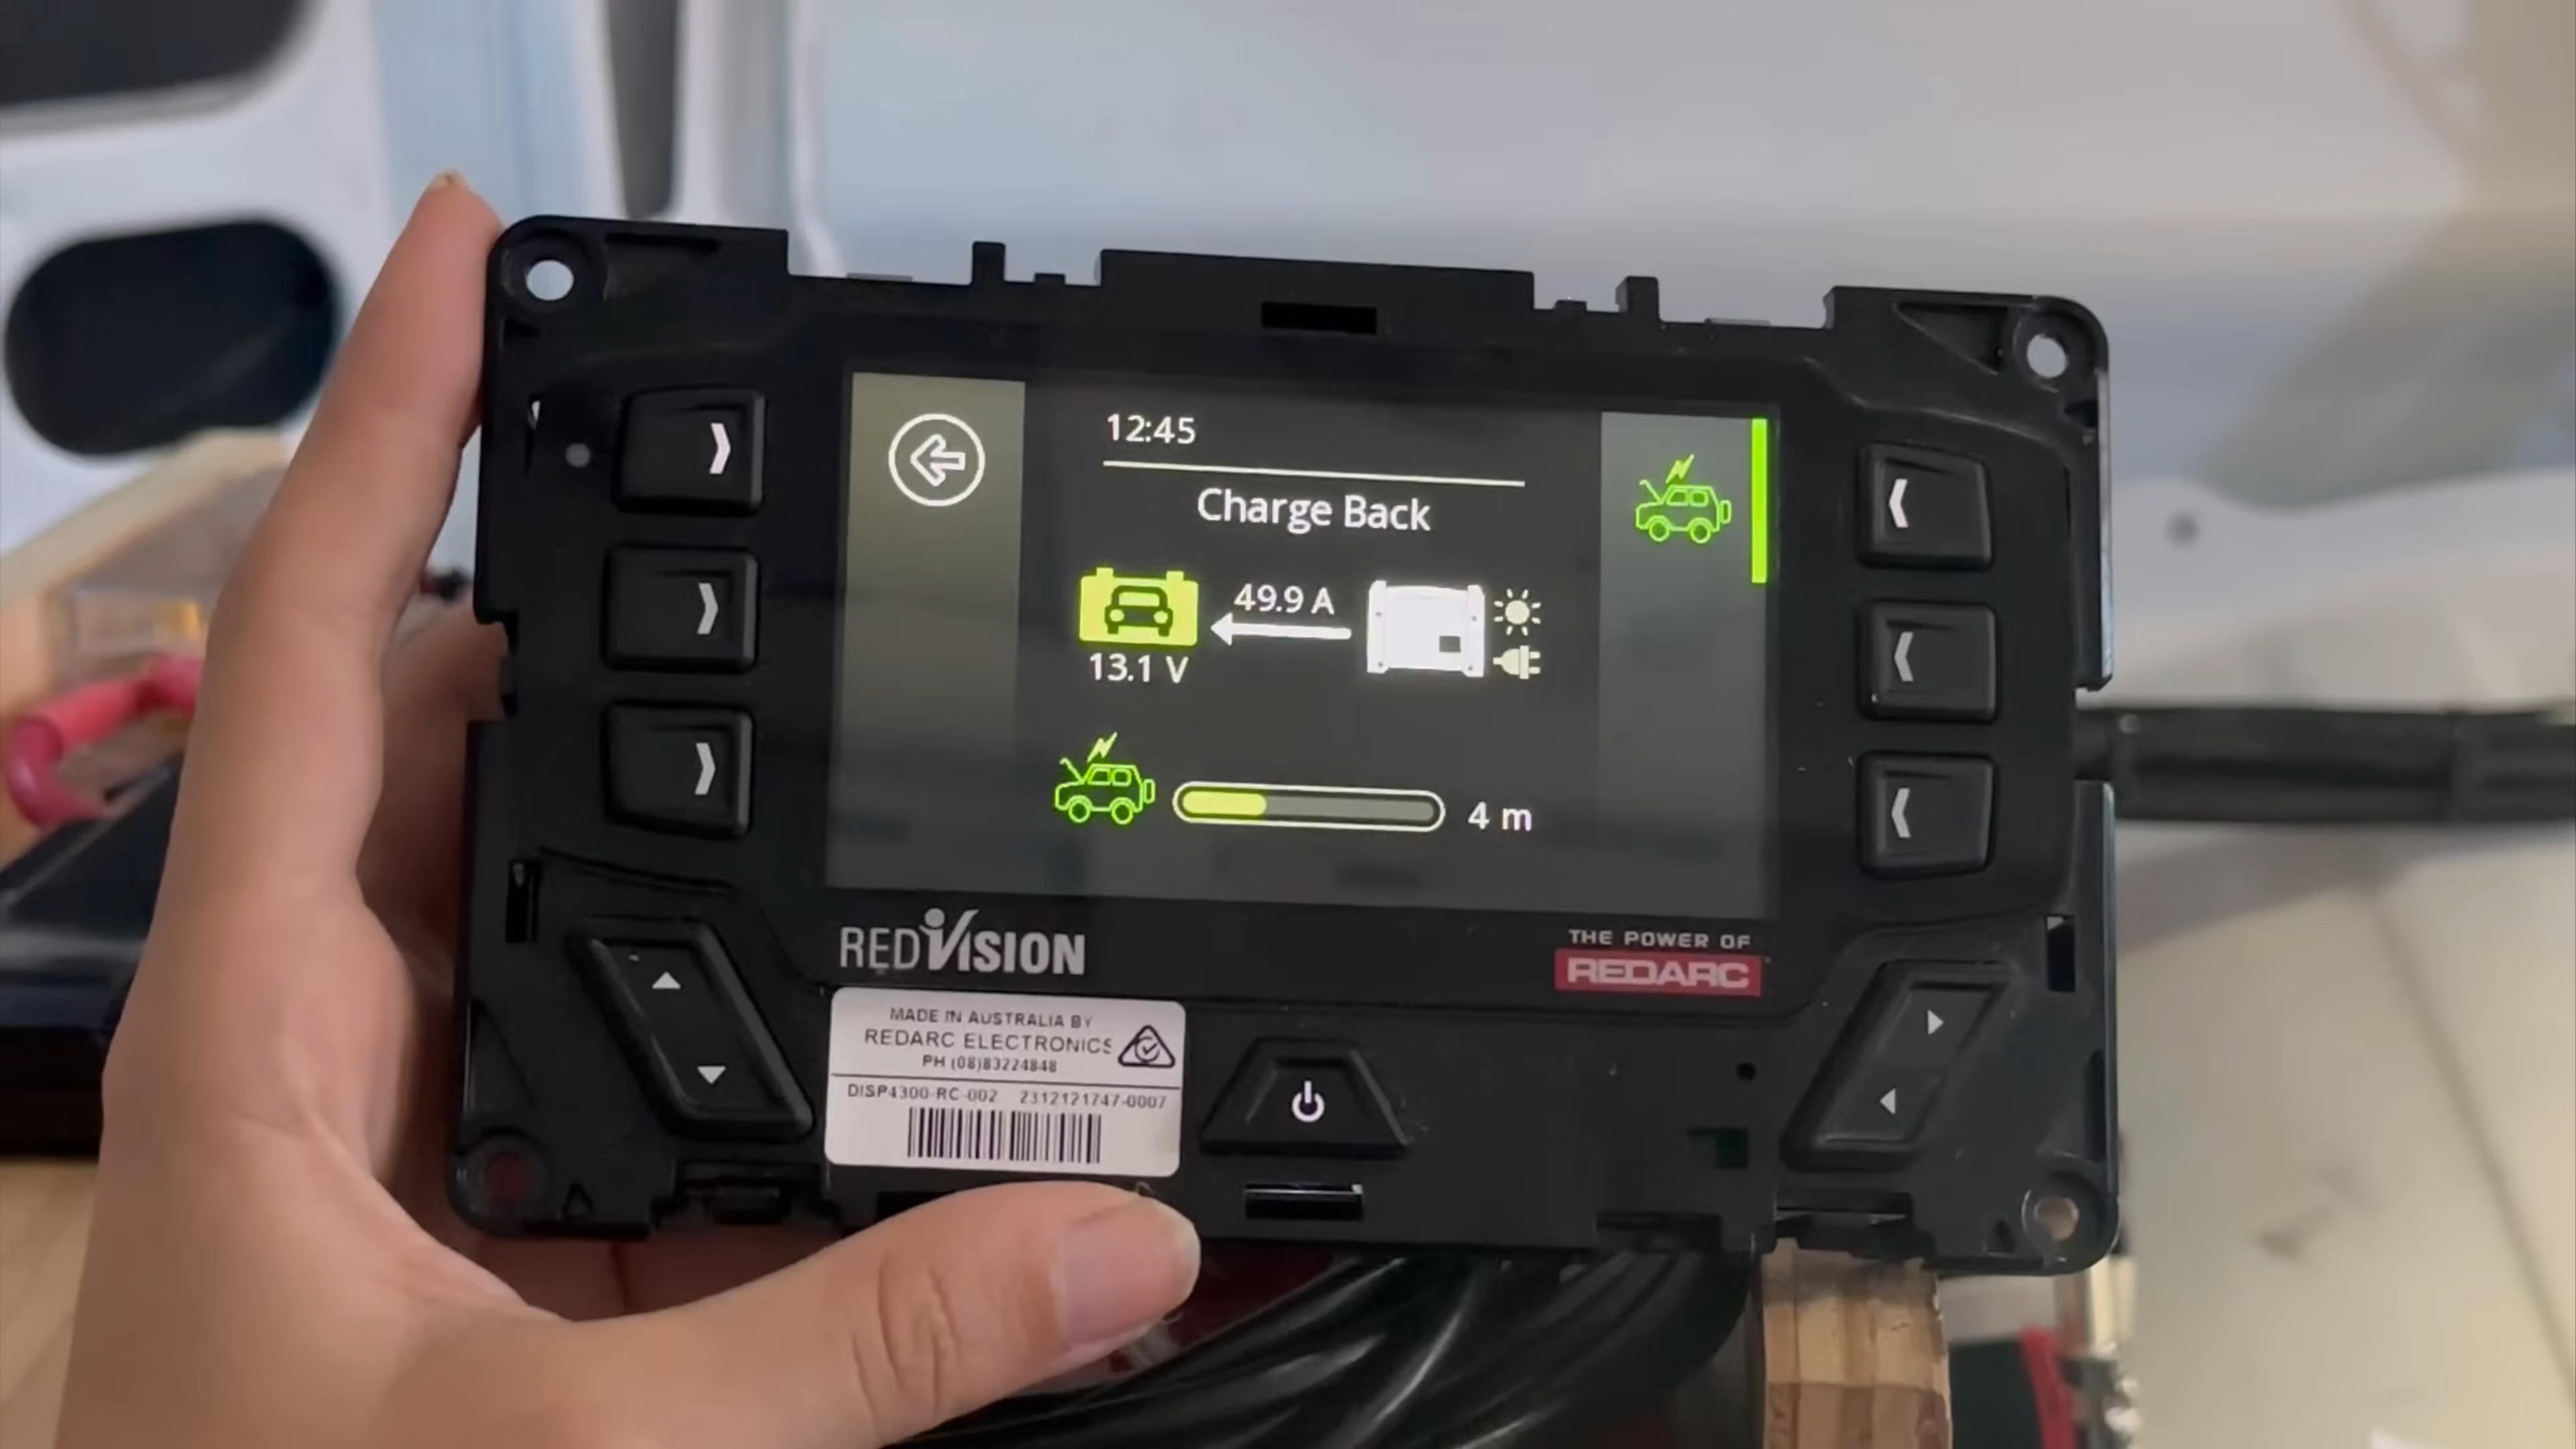 12:45
Charge Back
49.9 A
13.1 V
4 m
REDVISION
THE POWER OF
REDARC
MADE IN AUSTRALIA BY
REDARC ELECTRONICS
PH (08)83224848
DISP4300-RC-002 2312121747-0007